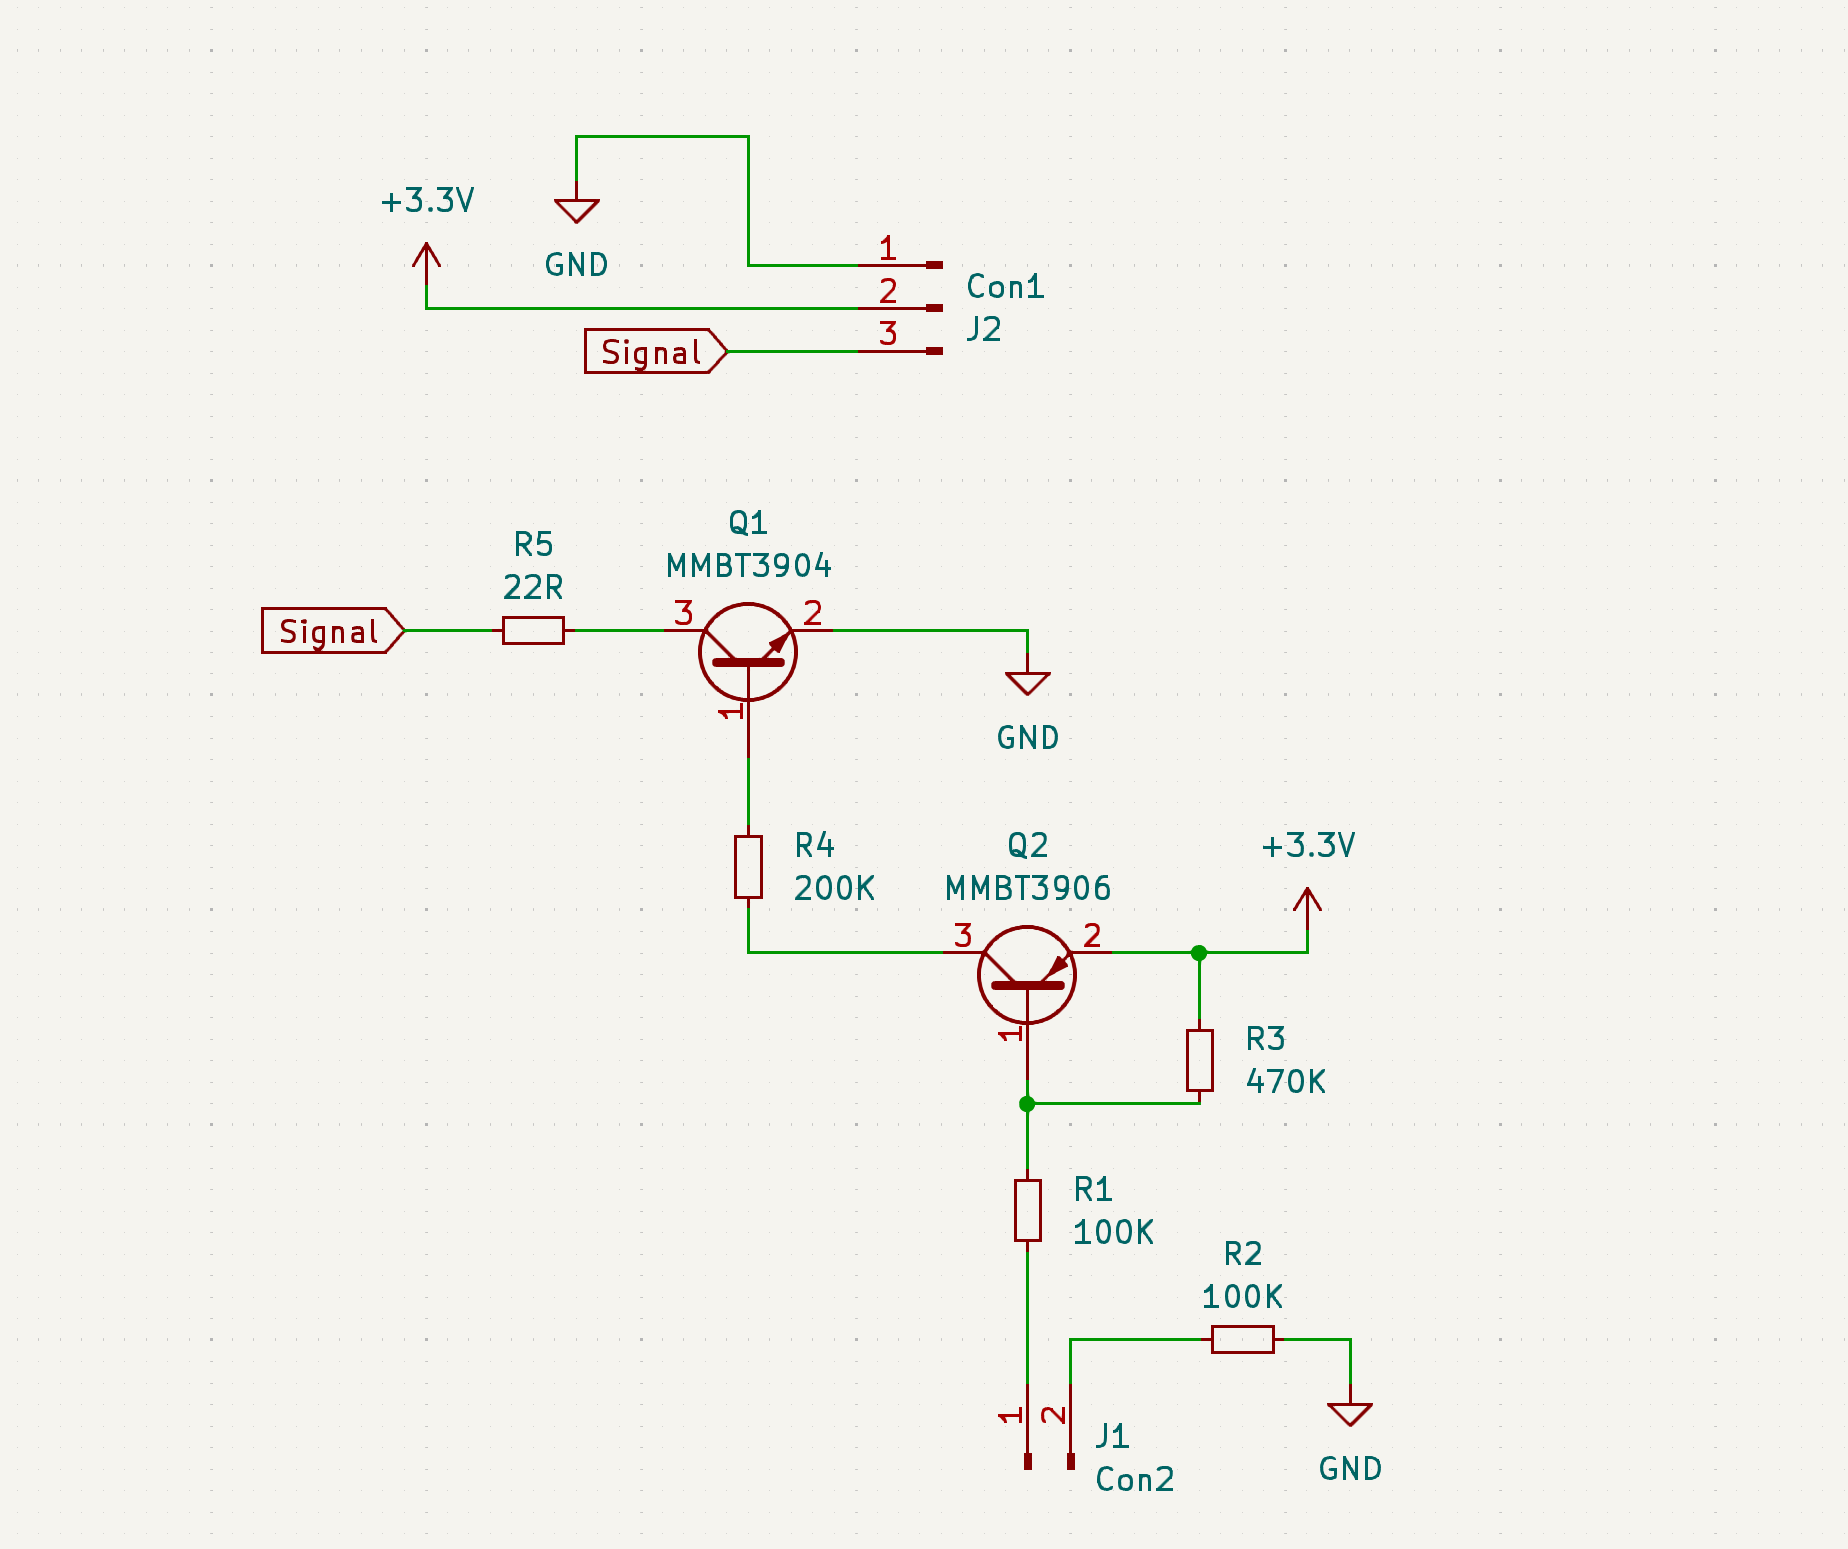 +3.3V
GND
1
2
3
Con1
J2
Signal
Q1
MMBT3904
R5
22R
3
2
1
Signal
GND
R4
200K
Q2
MMBT3906
+3.3V
3
2
1
R3
470K
R1
100K
R2
100K
1
2
J1
Con2
GND